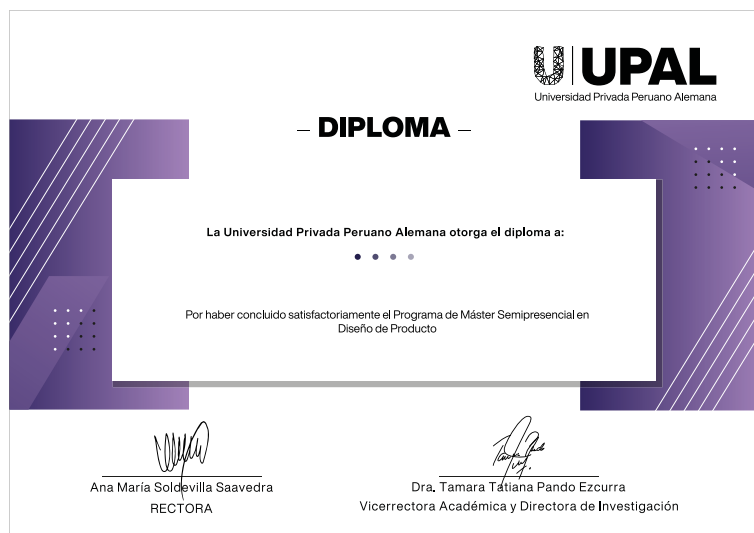 UPAL
Universidad Privada Peruano Alemana
– DIPLOMA –
La Universidad Privada Peruano Alemana otorga el diploma a:
Por haber concluido satisfactoriamente el Programa de Máster Semipresencial en
Diseño de Producto
Ana María Soldevilla Saavedra
RECTORA
Dra. Tamara Tatiana Pando Ezcurra
Vicerrectora Académica y Directora de Investigación